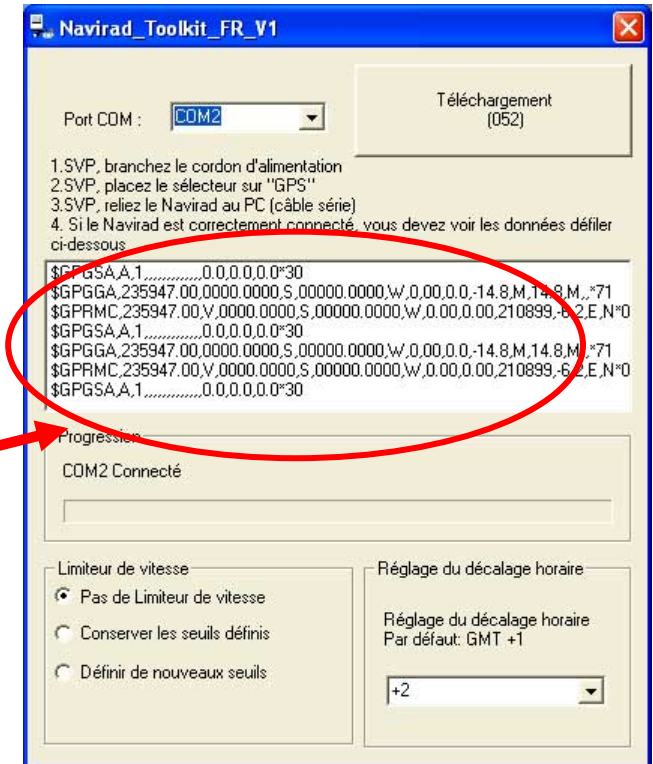 Navirad_Toolkit_FR_V1
Port COM :
COM2
Téléchargement
(052)
1.SVP, branchez le cordon d'alimentation
2.SVP, placez le sélecteur sur "GPS"
3.SVP, reliez le Navirad au PC (câble série)
4. Si le Navirad est correctement connecté, vous devez voir les données défiler
ci-dessous
$GPGSA,A,1,,,,,,,,,,,,,0.0,0.0,0.0*30
$GPGGA,235947.00,0000.0000,S,00000.0000,W,0,00,0.0,-14.8,M,14.8,M,,*71
$GPRMC,235947.00,V,0000.0000,S,00000.0000,W,0.00,0.00,210899,-6.2,E,N*0
$GPGSA,A,1,,,,,,,,,,,,,0.0,0.0,0.0*30
$GPGGA,235947.00,0000.0000,S,00000.0000,W,0,00,0.0,-14.8,M,14.8,M,,*71
$GPRMC,235947.00,V,0000.0000,S,00000.0000,W,0.00,0.00,210899,-6.2,E,N*0
$GPGSA,A,1,,,,,,,,,,,,,0.0,0.0,0.0*30
Progression
COM2 Connecté
Limiteur de vitesse
Pas de Limiteur de vitesse
Conserver les seuils définis
Définir de nouveaux seuils
Réglage du décalage horaire
Réglage du décalage horaire
Par défaut: GMT +1
+2